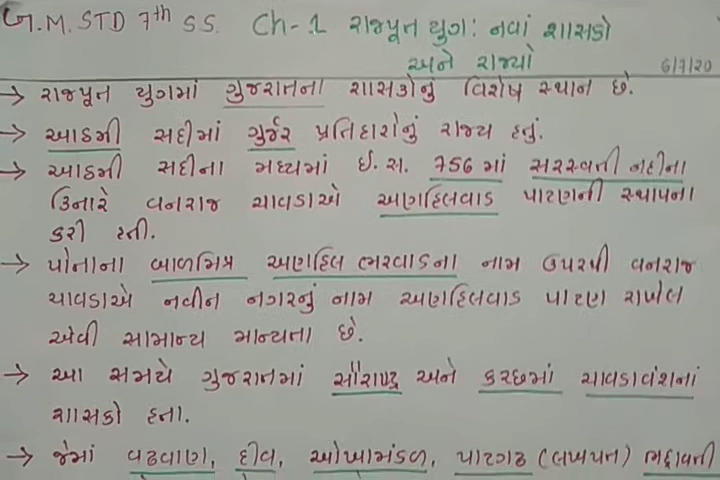 G.M. STD 7th S.S. Ch-1 રાજપૂત યુગ: નવાં શાસકો
અને રાજ્યો 6/7/20
→ રાજપૂત યુગમાં ગુજરાતના શાસકોનું વિશેષ સ્થાન છે.
→ આઠમી સદીમાં ગુર્જર પ્રતિહારોનું રાજ્ય હતું.
→ આઠમી સદીના મધ્યમાં ઈ.સ. 756 માં સરસ્વતી નદીના
કિનારે વનરાજ ચાવડાએ અણહિલવાડ પાટણની સ્થાપના
કરી હતી.
→ પોતાના બાળમિત્ર અણહિલ ભરવાડના નામ ઉપરથી વનરાજ
ચાવડાએ નવીન નગરનું નામ અણહિલવાડ પાટણ રાખેલ
એવી સામાન્ય માન્યતા છે.
→ આ સમયે ગુજરાતમાં સૌરાષ્ટ્ર અને કચ્છમાં ચાવડાવંશનાં
શાસકો હતા.
→ જેમાં વઢવાણ, દીવ, ઓખામંડળ, પાટગઢ (લખપત) ભદ્રાવતી